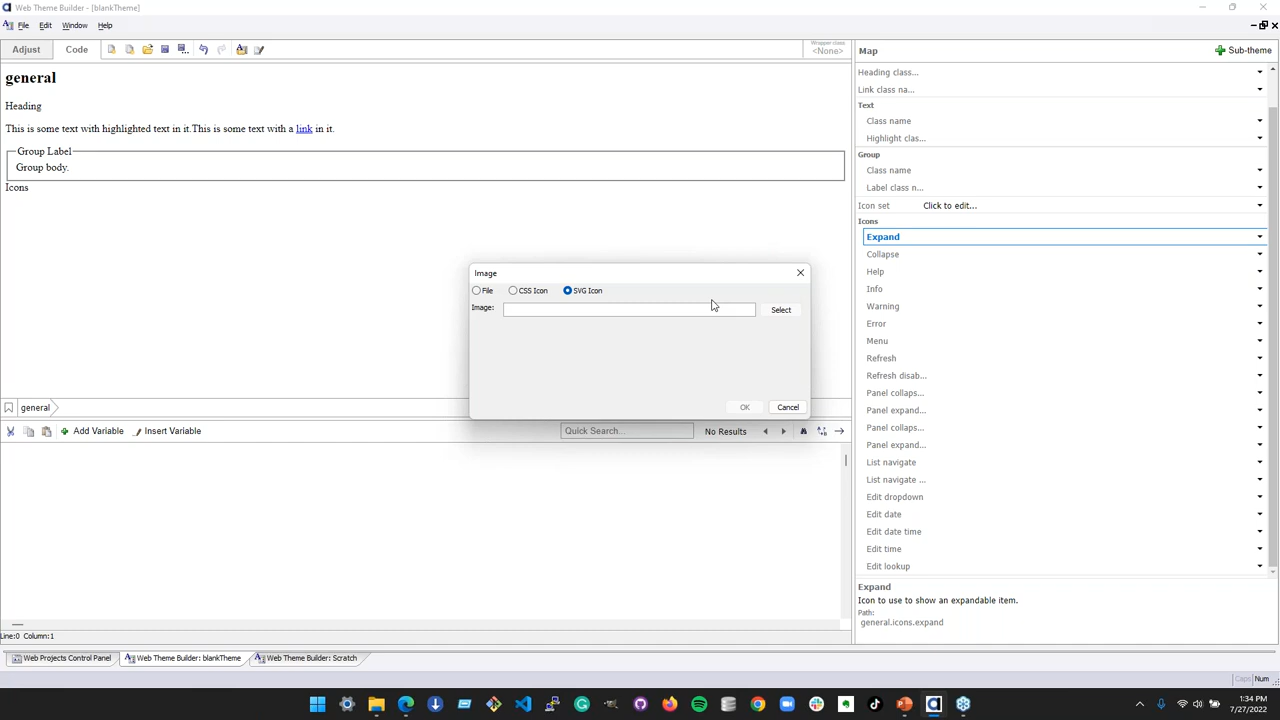 Web Theme Builder - [blankTheme]
File Edit Window Help
Adjust Code
Wrapper class
<None>
Map
Sub-theme
general
Heading
This is some text with highlighted text in it.This is some text with a link in it.
Group Label
Group body.
Icons
Heading class...
Link class na...
Text
Class name
Highlight clas...
Group
Class name
Label class n...
Icon set Click to edit...
Icons
Expand
Collapse
Help
Info
Warning
Error
Menu
Refresh
Refresh disab...
Panel collaps...
Panel expand...
Panel collaps...
Panel expand...
List navigate
List navigate ...
Edit dropdown
Edit date
Edit date time
Edit time
Edit lookup
Expand
Icon to use to show an expandable item.
Path:
general.icons.expand
Image
File CSS Icon SVG Icon
Image: Select
OK Cancel
general
Add Variable Insert Variable Quick Search... No Results
Line:0 Column:1
Web Projects Control Panel Web Theme Builder: blankTheme Web Theme Builder: Scratch
Caps Num
1:34 PM
7/27/2022